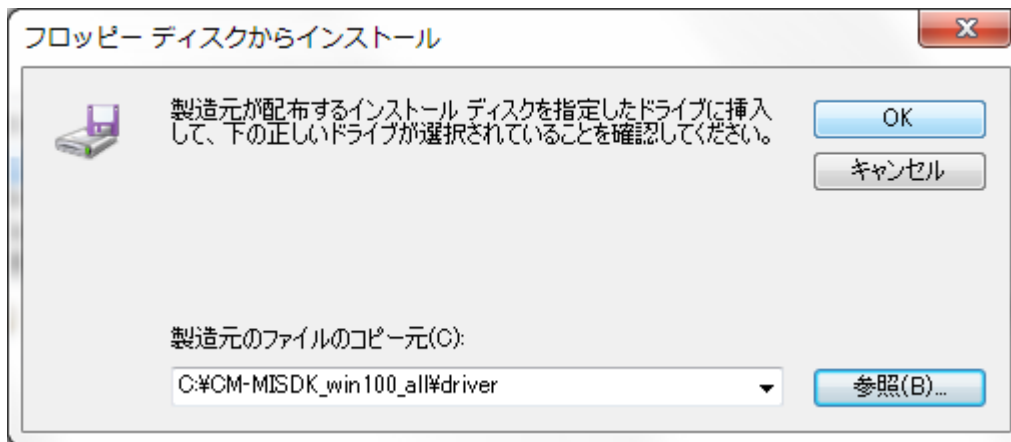 フロッピー ディスクからインストール
製造元が配布するインストール ディスクを指定したドライブに挿入
して、下の正しいドライブが選択されていることを確認してください。
OK
キャンセル
製造元のファイルのコピー元(C):
C:¥CM-MISDK_win100_all¥driver
参照(B)...